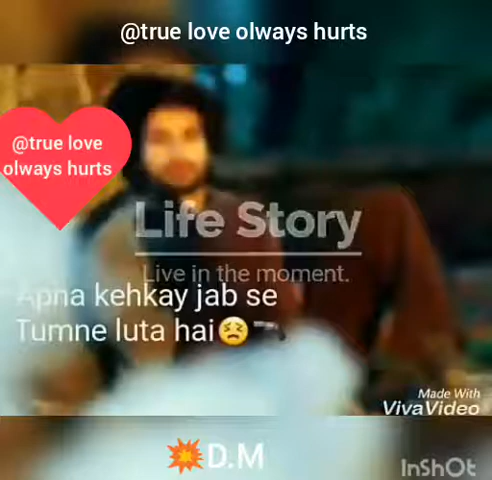 @true love olways hurts
@true love
olways hurts
Life Story
Live in the moment.
Apna kehkay jab se
Tumne luta hai😣🔫
Made With
VivaVideo
💥D.M
InShOt